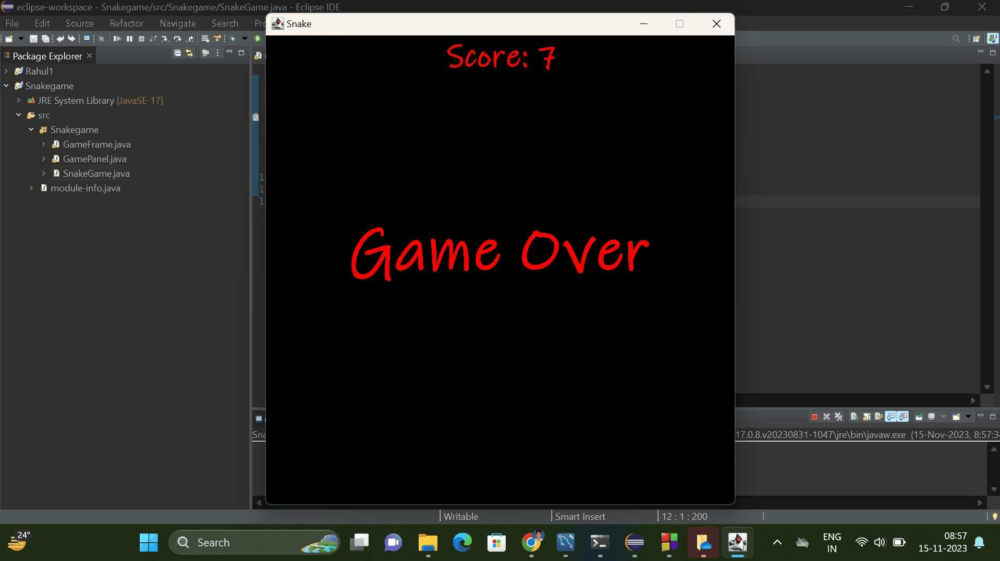 eclipse-workspace - Snakegame/src/Snakegame/SnakeGame.java - Eclipse IDE
File Edit Source Refactor Navigate Search
Snake
Package Explorer
Score: 7
Rahul1
Snakegame
JRE System Library [JavaSE-17]
src
Snakegame
GameFrame.java
GamePanel.java
SnakeGame.java
module-info.java
1
1
1
Game Over
17.0.8.v20230831-1047\jre\bin\javaw.exe (15-Nov-2023, 8:57:3
Writable Smart Insert 12 : 1 : 200
24°
Search
ENG
IN
08:57
15-11-2023